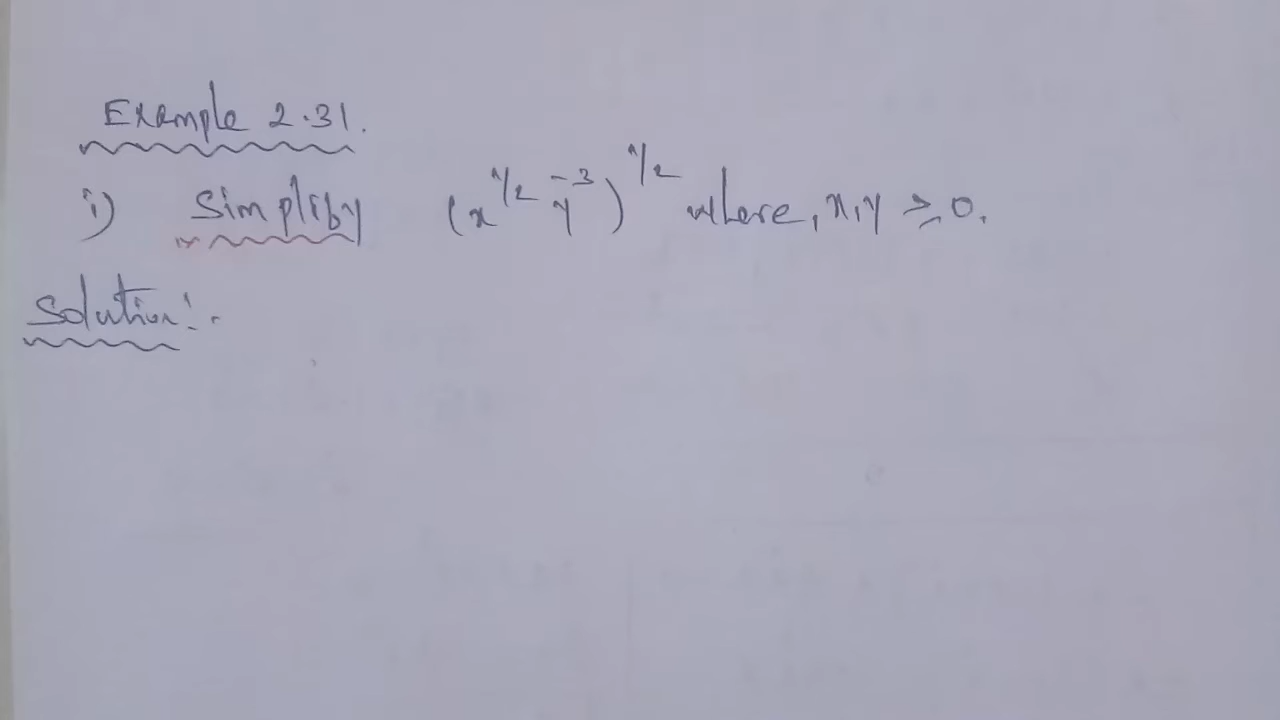 Example 2.31.
i) Simplify (x^1/2 y^-3)^1/2 where, x,y ≥ 0.
Solution:-